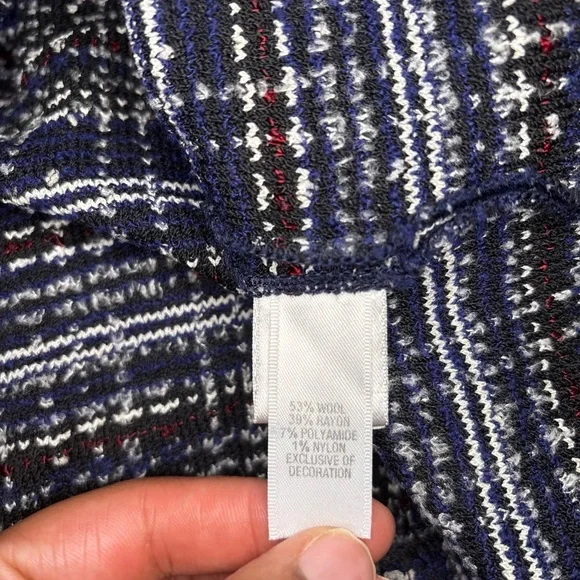 53% WOOL
39% RAYON
7% POLYAMIDE
1% NYLON
EXCLUSIVE OF
DECORATION